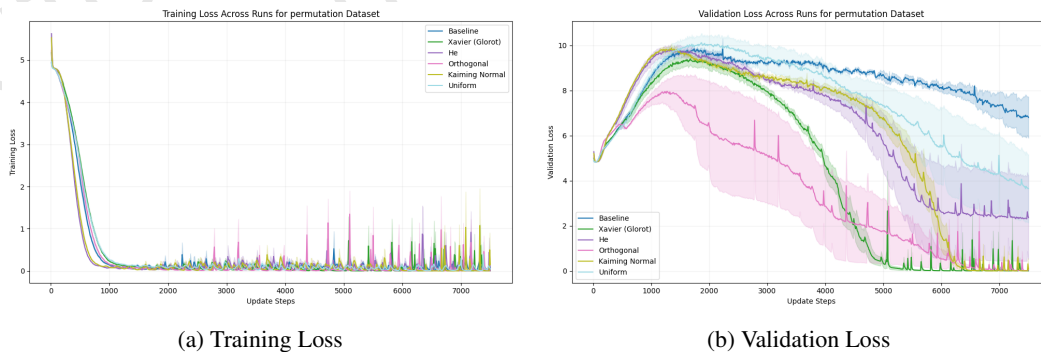 Training Loss Across Runs for permutation Dataset
Training Loss
5
4
3
2
1
0
Baseline
Xavier (Glorot)
He
Orthogonal
Kaiming Normal
Uniform
0 1000 2000 3000 4000 5000 6000 7000
Update Steps
(a) Training Loss
Validation Loss Across Runs for permutation Dataset
Validation Loss
10
8
6
4
2
0
Baseline
Xavier (Glorot)
He
Orthogonal
Kaiming Normal
Uniform
0 1000 2000 3000 4000 5000 6000 7000
Update Steps
(b) Validation Loss